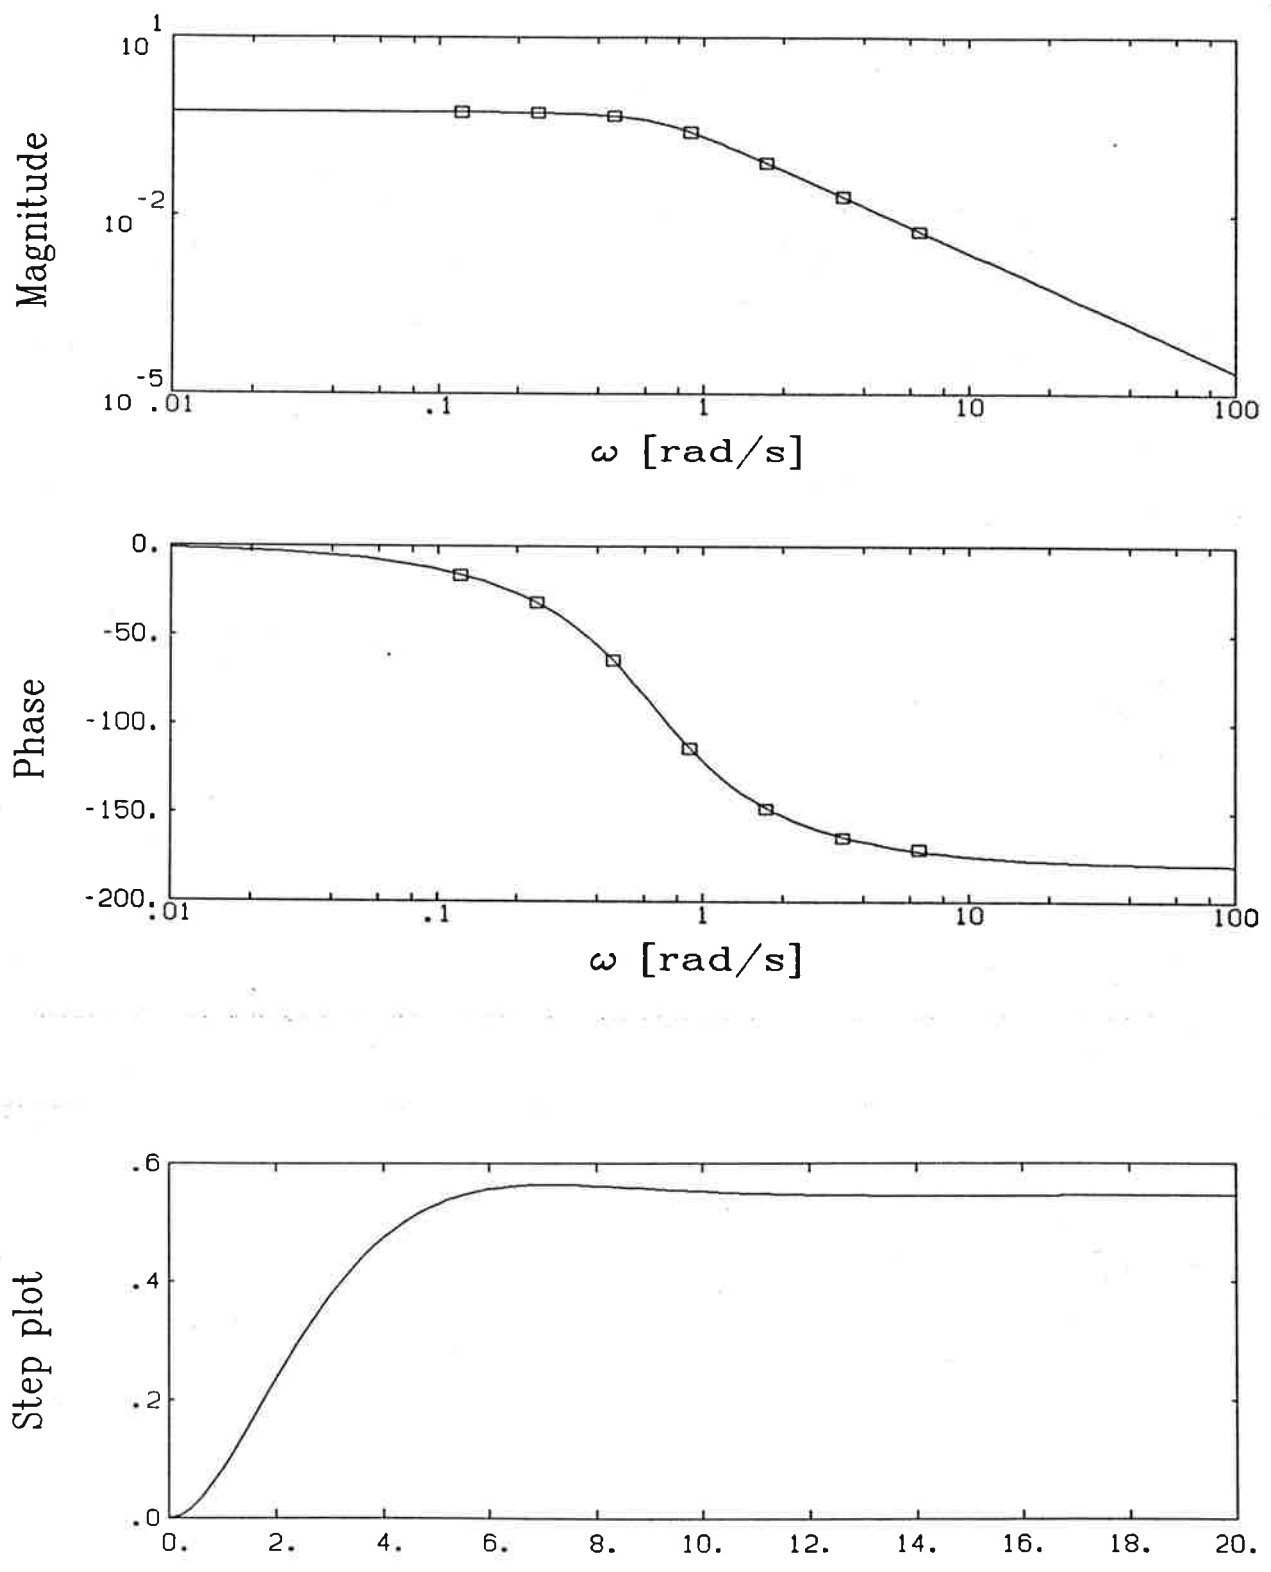 10 1
Magnitude
10 -2
10 -5
.01 .1 1 10 100
ω [rad/s]
0.
-50.
Phase
-100.
-150.
-200.
.01 .1 1 10 100
ω [rad/s]
.6
.4
Step plot
.2
.0
0. 2. 4. 6. 8. 10. 12. 14. 16. 18. 20.